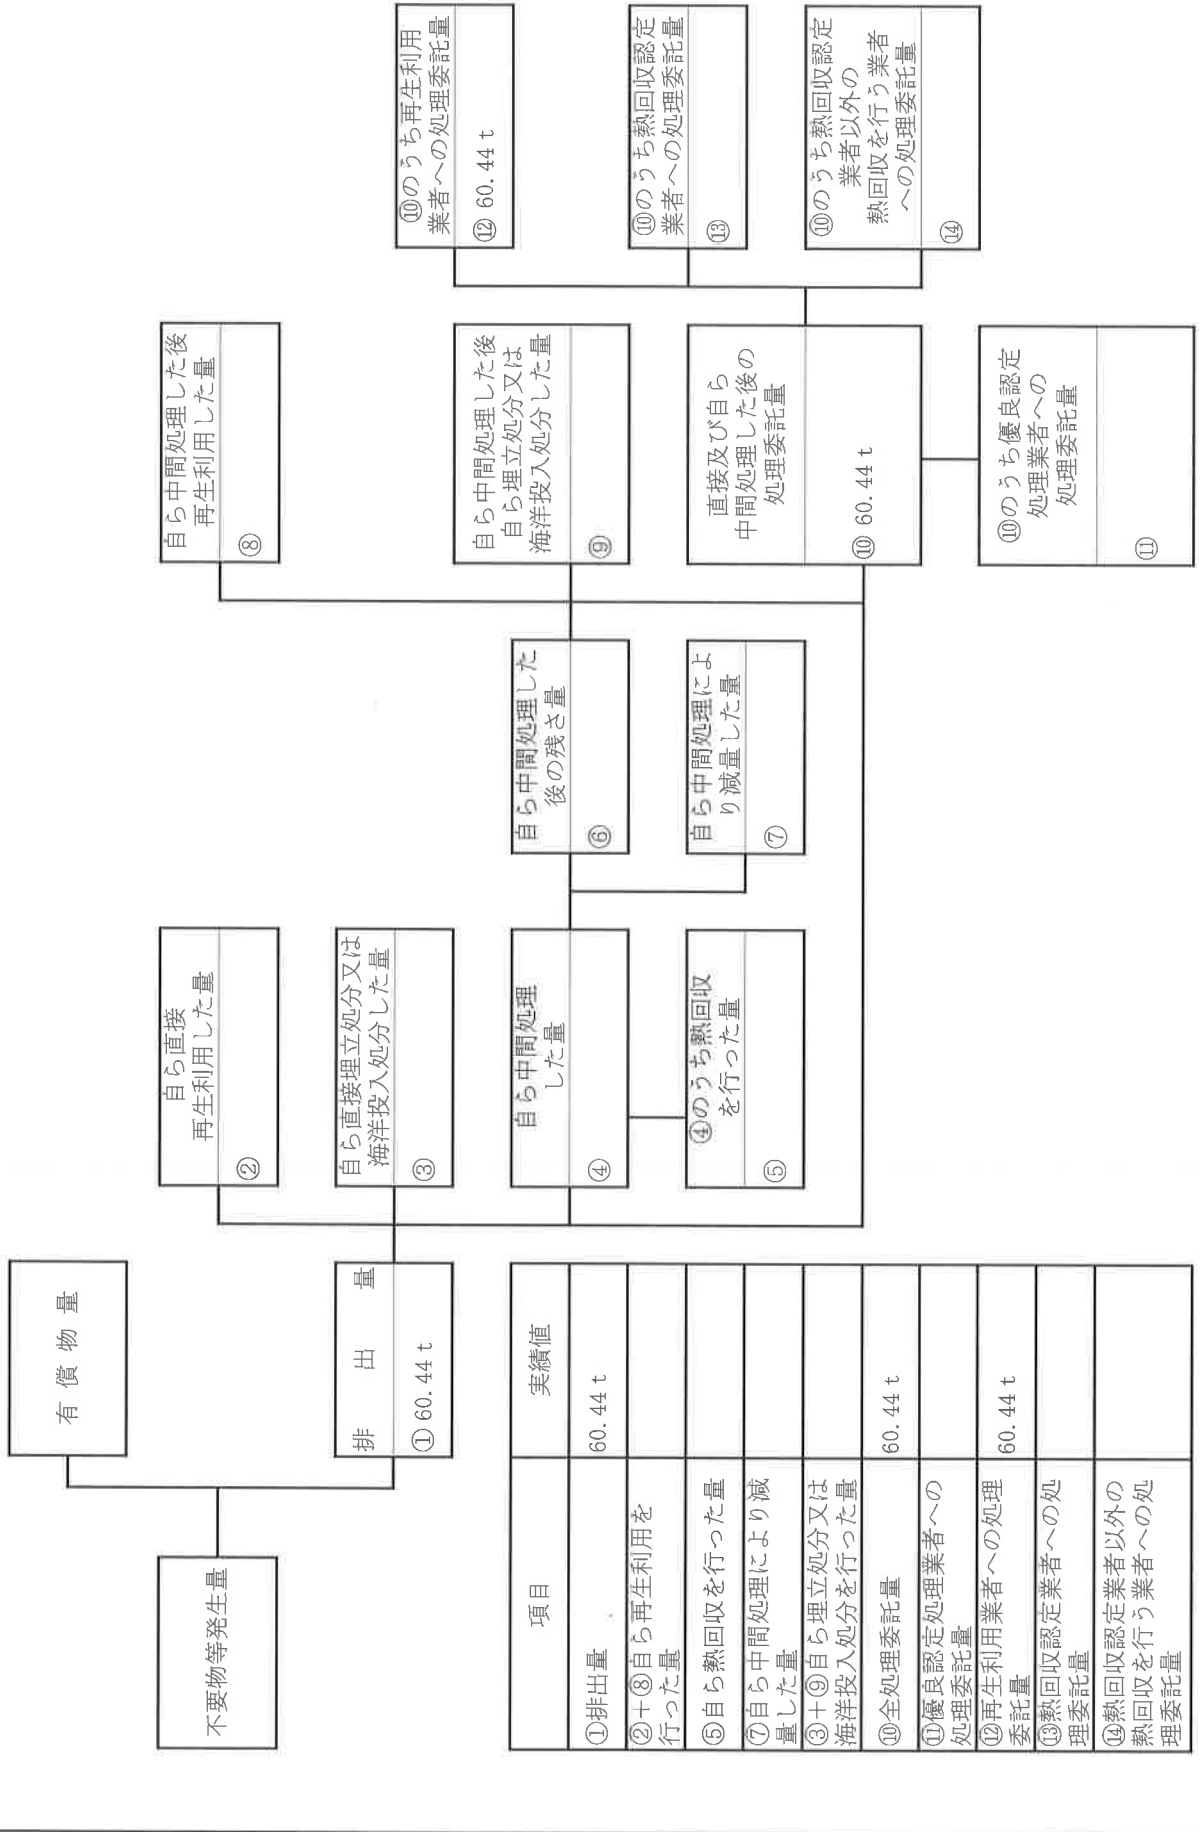 有 償 物 量
不要物等発生量
排 出 量
① 60.44 t
自ら直接
再生利用した量
②
自ら直接埋立処分又は
海洋投入処分した量
③
自ら中間処理
した量
④
④のうち熱回収
を行った量
⑤
自ら中間処理した
後の残さ量
⑥
自ら中間処理によ
り減量した量
⑦
自ら中間処理した後
再生利用した量
⑧
自ら中間処理した後
自ら埋立処分又は
海洋投入処分した量
⑨
直接及び自ら
中間処理した後の
処理委託量
⑩ 60.44 t
⑩のうち優良認定
処理業者への
処理委託量
⑪
⑩のうち再生利用
業者への処理委託量
⑫ 60.44 t
⑩のうち熱回収認定
業者への処理委託量
⑬
⑩のうち熱回収認定
業者以外の
熱回収を行う業者
への処理委託量
⑭
項目 実績値
①排出量 60.44 t
②+⑧自ら再生利用を
行った量
⑤自ら熱回収を行った量
⑦自ら中間処理により減
量した量
③+⑨自ら埋立処分又は
海洋投入処分を行った量
⑩全処理委託量 60.44 t
⑪優良認定処理業者への
処理委託量
⑫再生利用業者への処理
委託量 60.44 t
⑬熱回収認定業者への処
理委託量
⑭熱回収認定業者以外の
熱回収を行う業者への処
理委託量